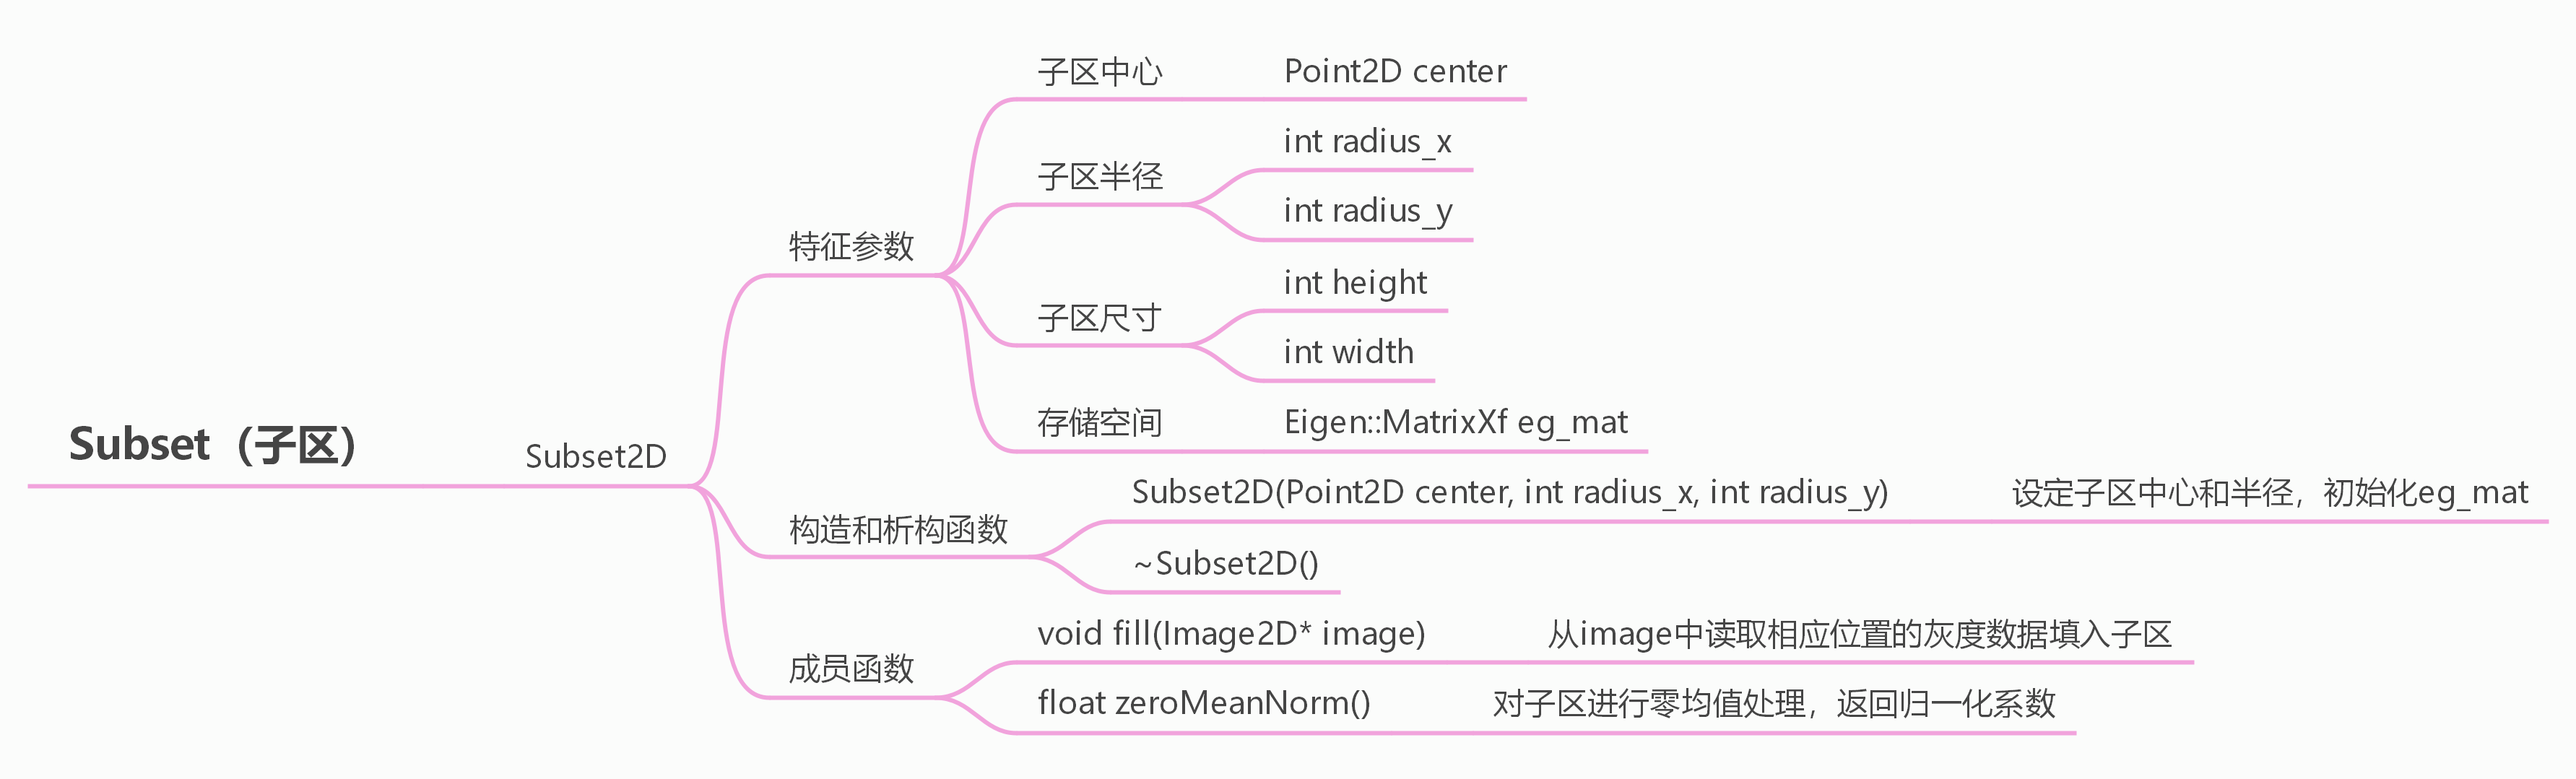 Subset（子区）
Subset2D
特征参数
子区中心
Point2D center
子区半径
int radius_x
int radius_y
子区尺寸
int height
int width
存储空间
Eigen::MatrixXf eg_mat
构造和析构函数
Subset2D(Point2D center, int radius_x, int radius_y)
设定子区中心和半径，初始化eg_mat
~Subset2D()
成员函数
void fill(Image2D* image)
从image中读取相应位置的灰度数据填入子区
float zeroMeanNorm()
对子区进行零均值处理，返回归一化系数